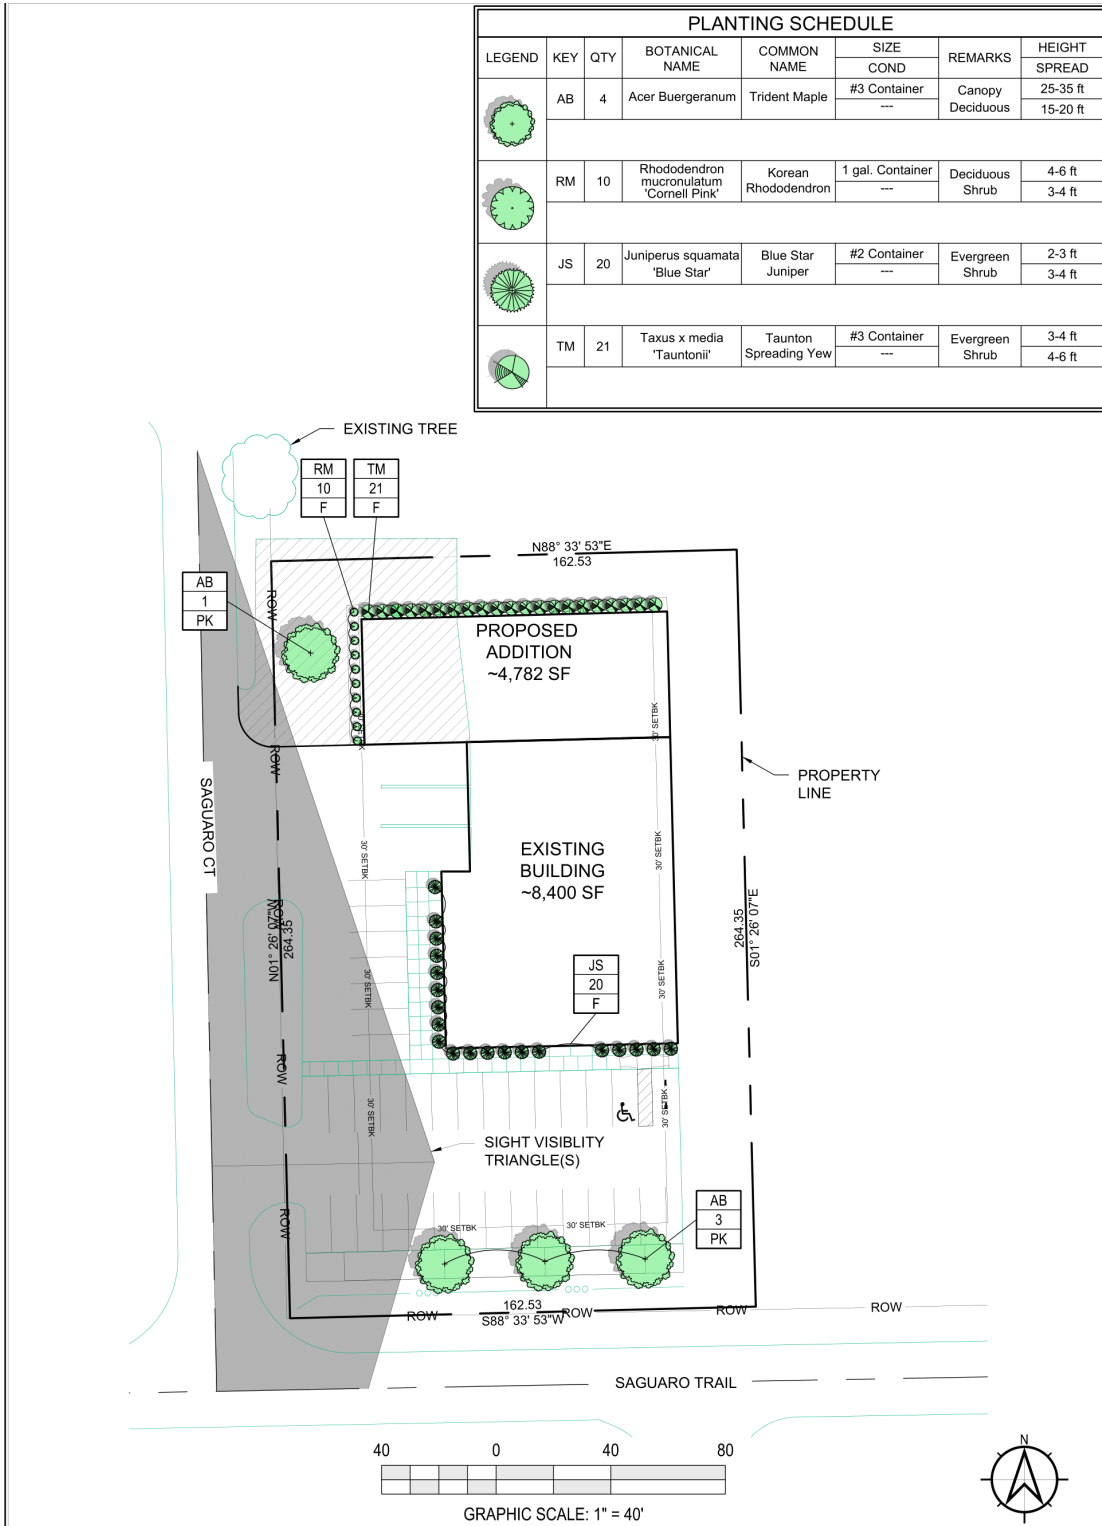 PLANTING SCHEDULE
LEGEND KEY QTY BOTANICAL NAME COMMON NAME SIZE COND REMARKS HEIGHT SPREAD
AB 4 Acer Buergeranum Trident Maple #3 Container --- Canopy Deciduous 25-35 ft 15-20 ft
RM 10 Rhododendron mucronulatum 'Cornell Pink' Korean Rhododendron 1 gal. Container --- Deciduous Shrub 4-6 ft 3-4 ft
JS 20 Juniperus squamata 'Blue Star' Blue Star Juniper #2 Container --- Evergreen Shrub 2-3 ft 3-4 ft
TM 21 Taxus x media 'Tauntonii' Taunton Spreading Yew #3 Container --- Evergreen Shrub 3-4 ft 4-6 ft
EXISTING TREE
RM
10
F
TM
21
F
N88° 33' 53"E
162.53
AB
1
PK
ROW
PROPOSED
ADDITION
~4,782 SF
30' SETBK
30' SETBK
ROW
PROPERTY
LINE
SAGUARO CT
30' SETBK
30' SETBK
EXISTING
BUILDING
~8,400 SF
ROW
N01° 26' 07"W
264.35
264.35
S01° 26' 07"E
30' SETBK
30' SETBK
JS
20
F
ROW
30' SETBK
30' SETBK
SIGHT VISIBLITY
TRIANGLE(S)
AB
3
PK
ROW
30' SETBK
30' SETBK
162.53
S88° 33' 53"W
ROW
ROW
ROW
ROW
SAGUARO TRAIL
40 0 40 80
GRAPHIC SCALE: 1" = 40'
N